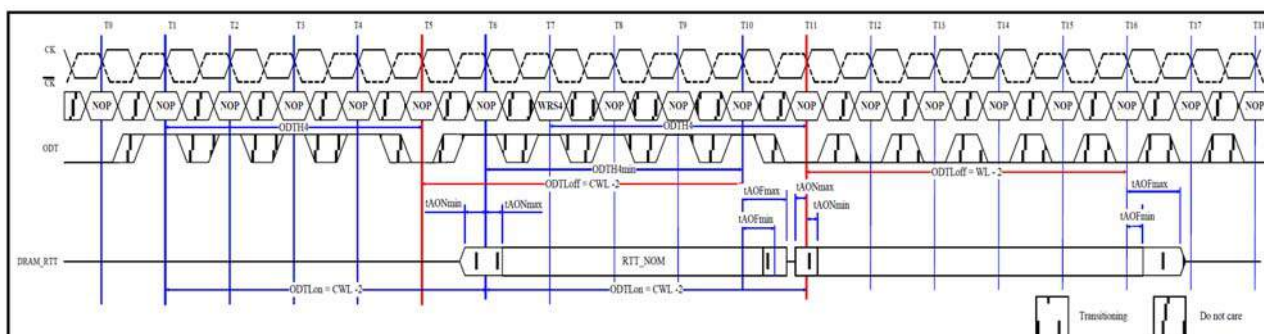 T0 T1 T2 T3 T4 T5 T6 T7 T8 T9 T10 T11 T12 T13 T14 T15 T16 T17 T18
CK
CK
NOP NOP NOP NOP NOP NOP NOP WRS4 NOP NOP NOP NOP NOP NOP NOP NOP NOP NOP NOP
ODTH4 ODTH4
ODT
ODTH4min ODTLoff = WL - 2
ODTLoff = CWL -2
tAOFmax tAONmax tAOFmax
tAONmin tAONmax tAOFmin tAONmin tAOFmin
DRAM_RTT RTT_NOM
ODTLon = CWL -2 ODTLon = CWL -2
Transitioning Do not care